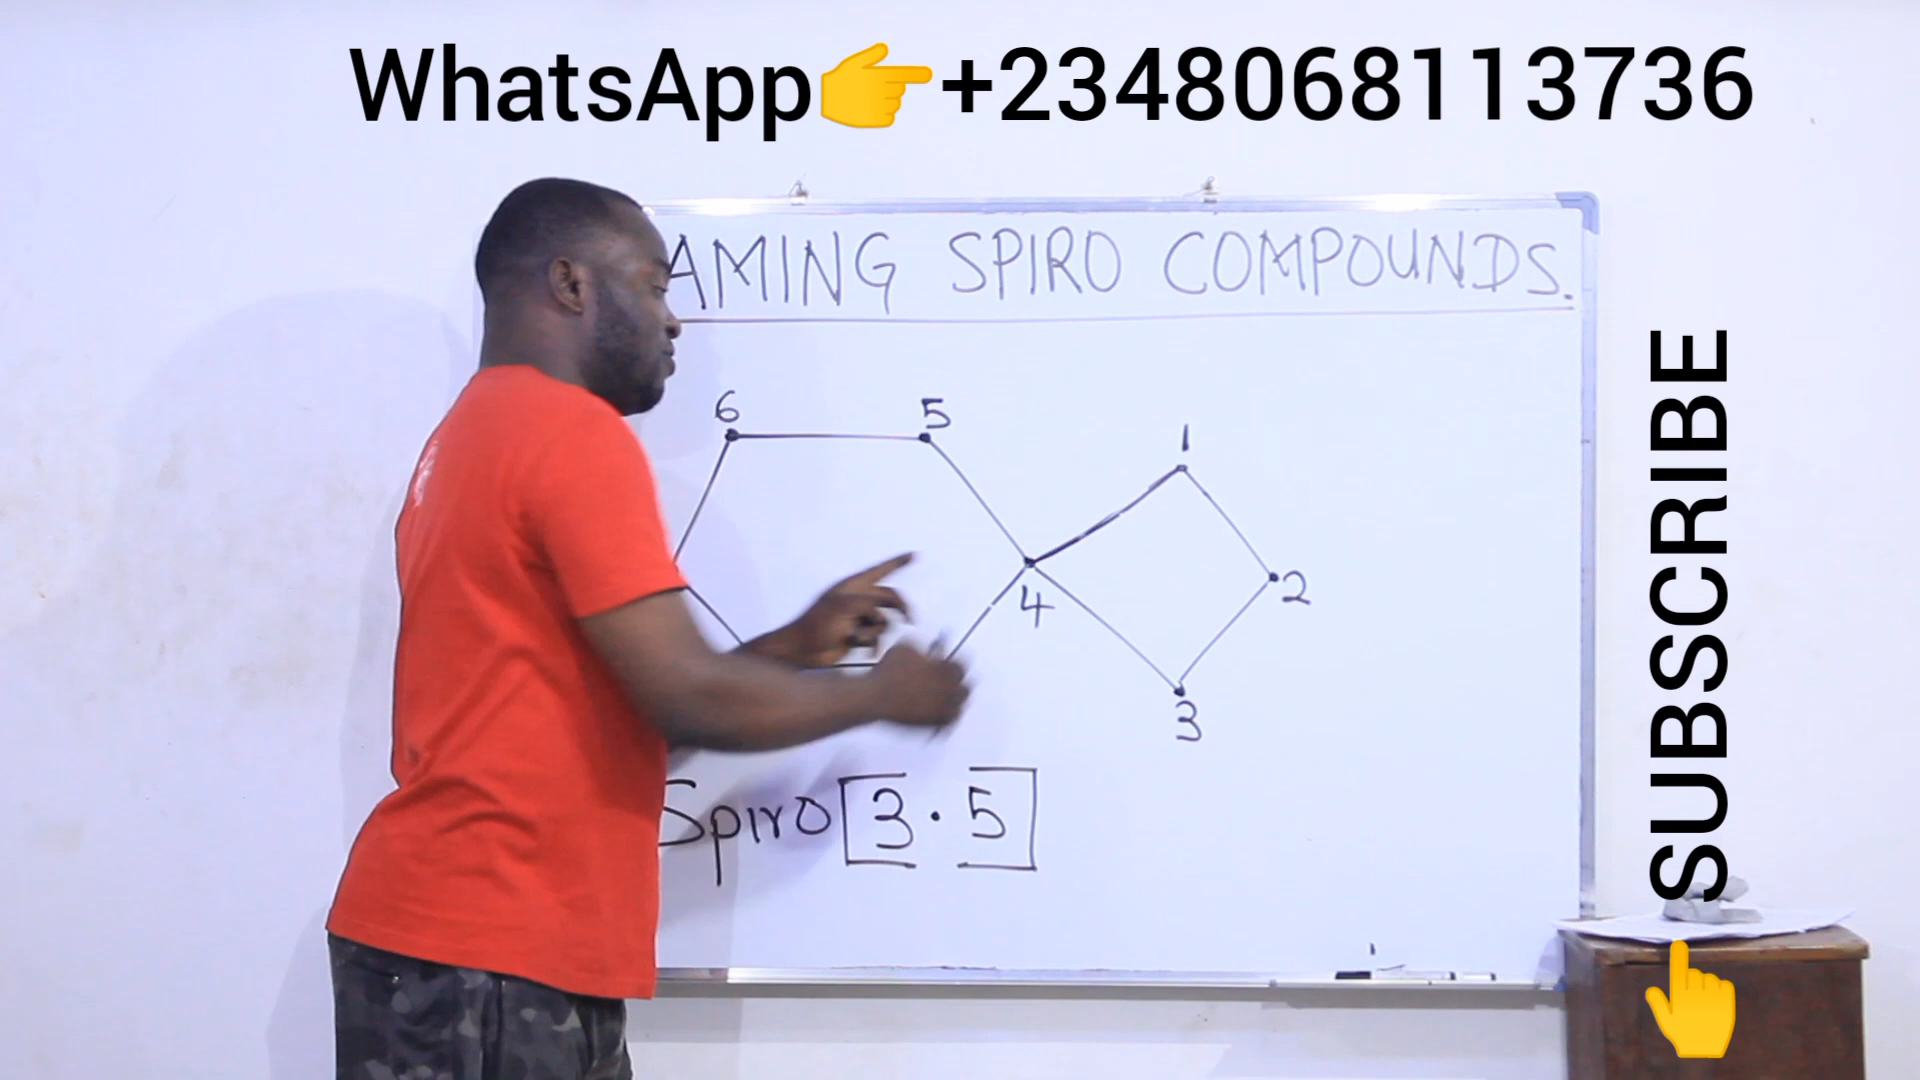 WhatsApp👉+2348068113736
AMING SPIRO COMPOUNDS.
6
5
1
4
2
3
Spiro[3.5]
SUBSCRIBE